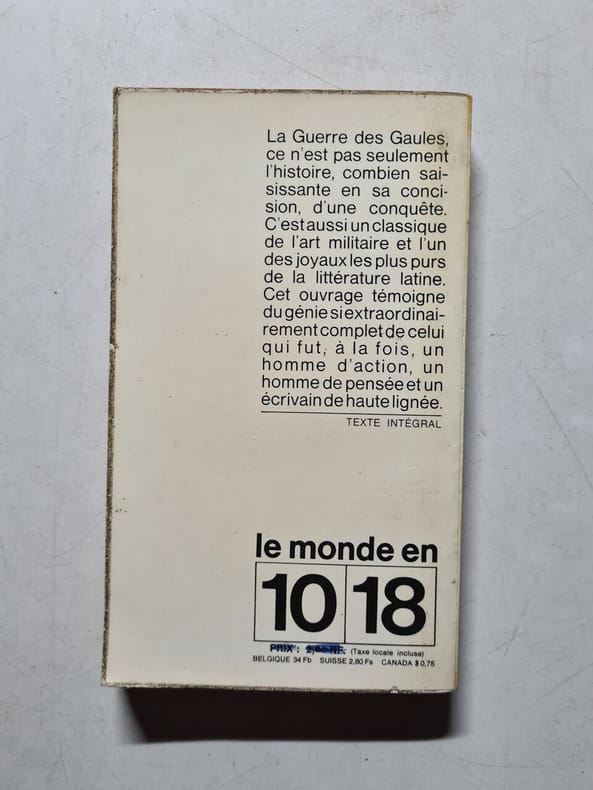 La Guerre des Gaules,
ce n'est pas seulement
l'histoire, combien sai-
sissante en sa conci-
sion, d'une conquête.
C'est aussi un classique
de l'art militaire et l'un
des joyaux les plus purs
de la littérature latine.
Cet ouvrage témoigne
du génie si extraordinai-
rement complet de celui
qui fut, à la fois, un
homme d'action, un
homme de pensée et un
écrivain de haute lignée.
TEXTE INTÉGRAL
le monde en
10 18
PRIX : NF. (Taxe locale incluse)
BELGIQUE 34 Fb SUISSE 2,80 Fs CANADA $ 0,75